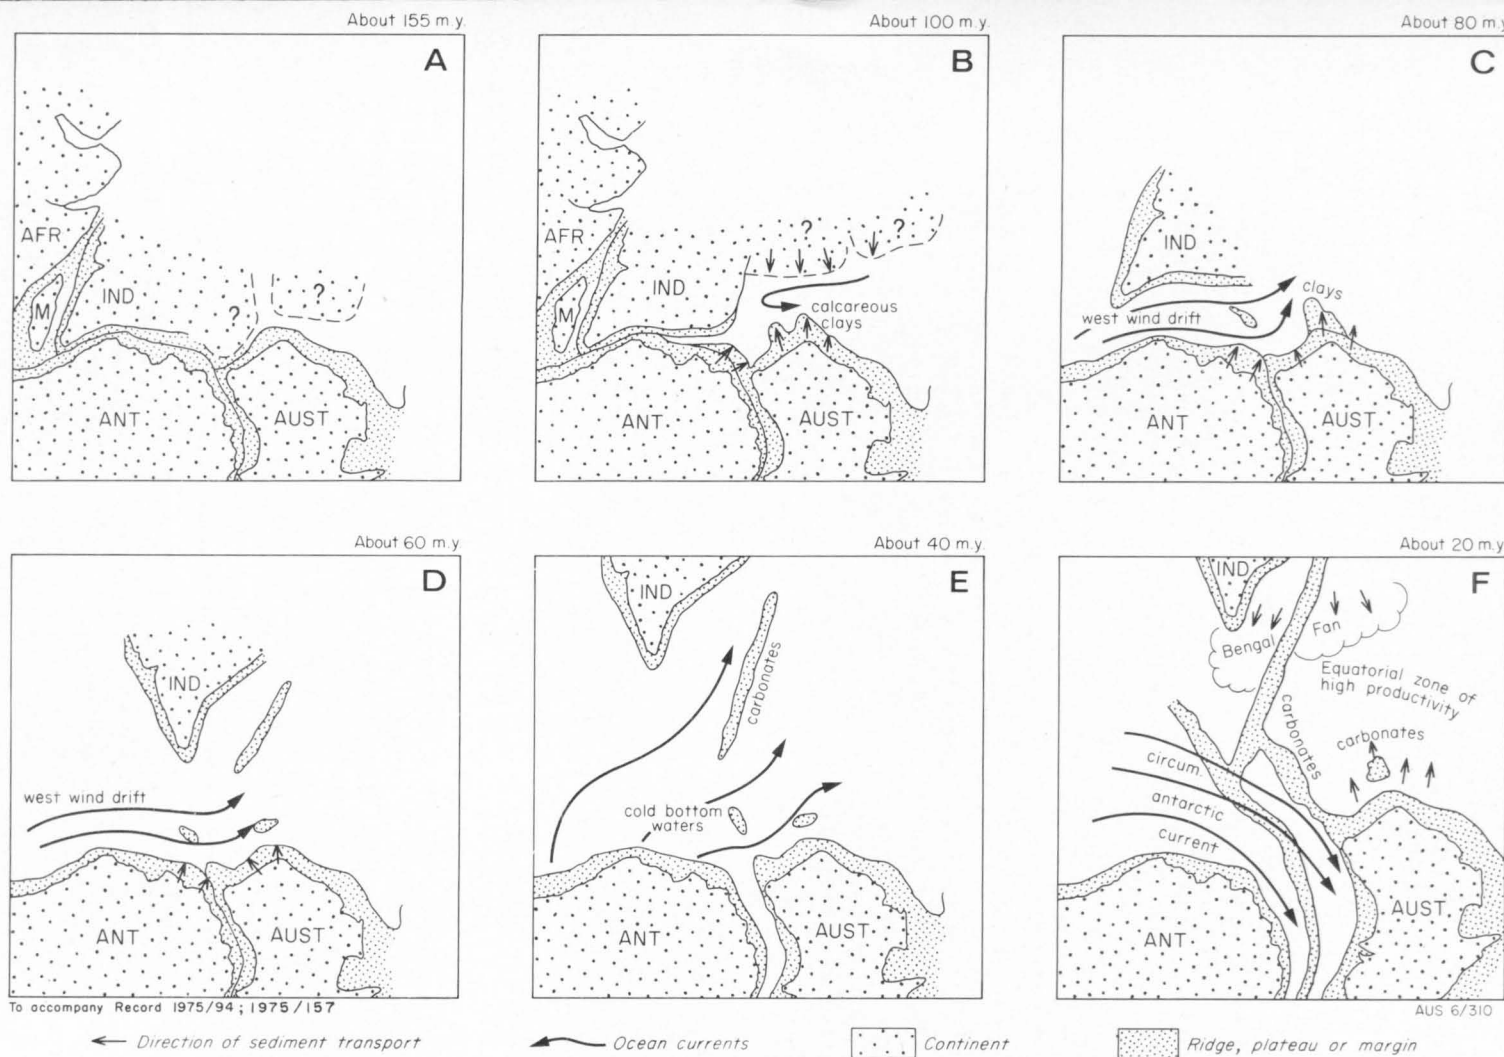 About 155 m.y.
A
AFR
M
IND
?
?
ANT
AUST
About 100 m.y.
B
AFR
M
IND
?
?
calcareous
clays
ANT
AUST
About 80 m.y
C
IND
clays
west wind drift
ANT
AUST
About 60 m.y.
D
IND
west wind drift
ANT
AUST
About 40 m.y.
E
IND
carbonates
cold bottom
waters
ANT
AUST
About 20 m.y.
F
IND
Bengal
Fan
Equatorial zone of
high productivity
carbonates
carbonates
circum.
antarctic
current
ANT
AUST
To accompany Record 1975/94; 1975/157
AUS 6/310
Direction of sediment transport
Ocean currents
Continent
Ridge, plateau or margin